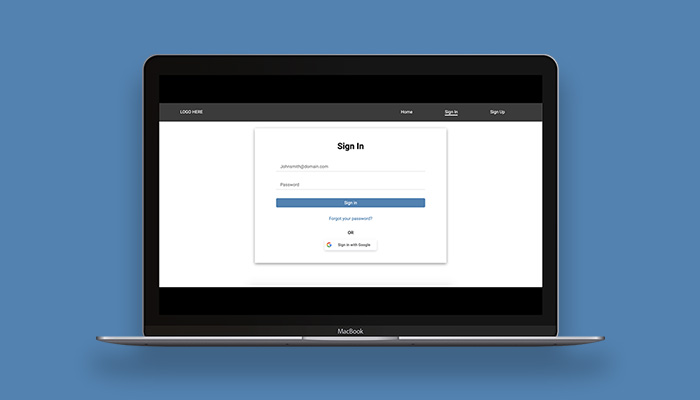 LOGO HERE
Home
Sign In
Sign Up
Sign In
Johnsmith@domain.com
Password
Sign in
Forgot your password?
OR
Sign in with Google
MacBook